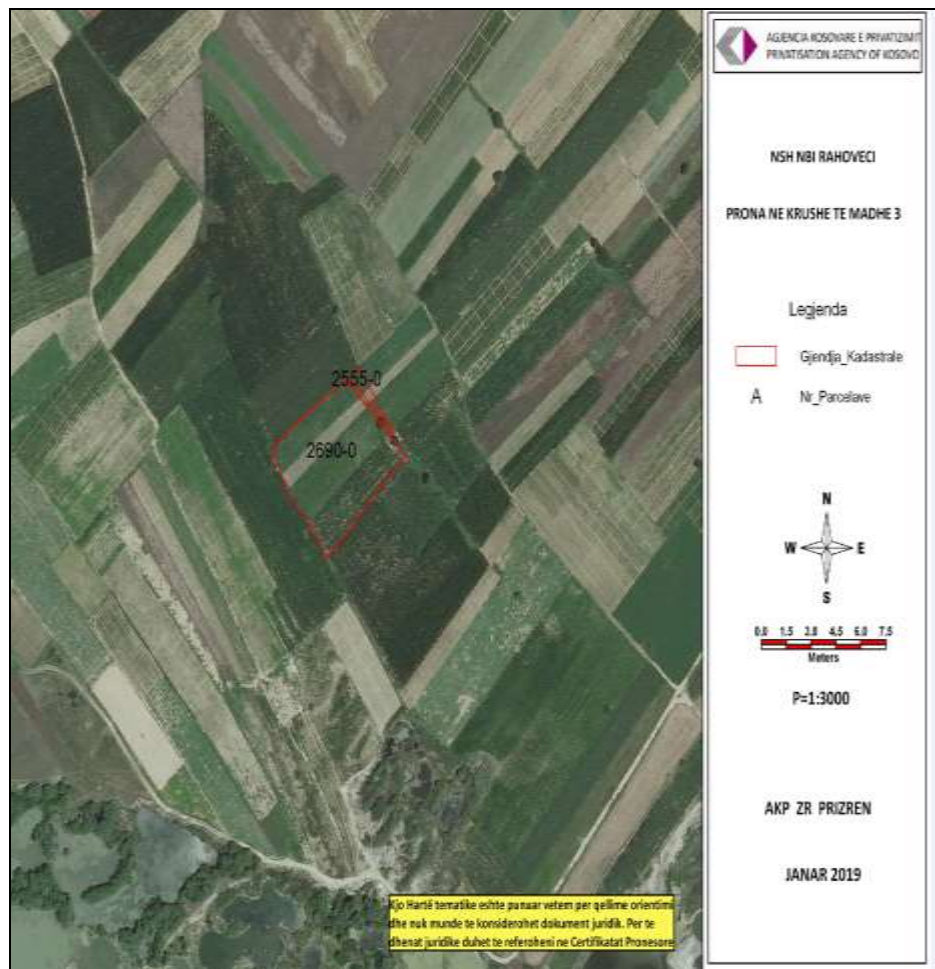 AGJENCIA KOSOVARE E PRIVATIZIMIT
PRIVATISATION AGENCY OF KOSOVO
NSH NBI RAHOVECI
PRONA NE KRUSHE TE MADHE 3
Legjenda
Gjendja_Kadastrale
A Nr_Parcelave
N
W E
S
0.0 1.5 3.0 4.5 6.0 7.5
Meters
P=1:3000
AKP ZR PRIZREN
JANAR 2019
2555-0
2690-0
Kjo Hartë tematike eshte punuar vetem per qellime orientimi
dhe nuk munde te konsiderohet dokument juridik. Per te
dhenat juridike duhet te referoheni ne Certifikatat Pronesore